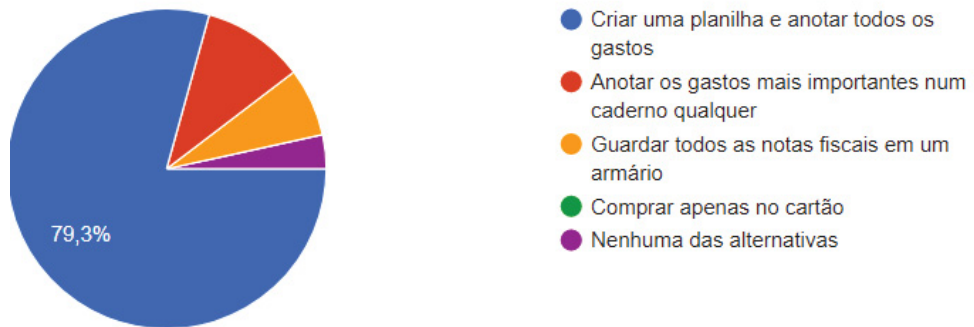 79,3%
Criar uma planilha e anotar todos os
gastos
Anotar os gastos mais importantes num
caderno qualquer
Guardar todos as notas fiscais em um
armário
Comprar apenas no cartão
Nenhuma das alternativas